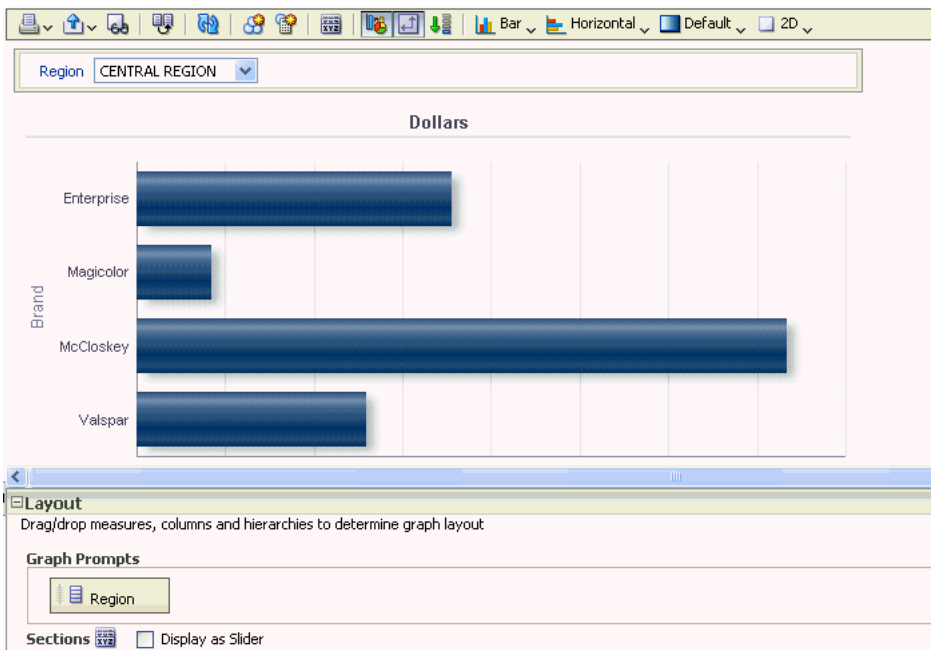 Bar Horizontal Default 2D
Region CENTRAL REGION
Dollars
Brand
Enterprise
Magicolor
McCloskey
Valspar
Layout
Drag/drop measures, columns and hierarchies to determine graph layout
Graph Prompts
Region
Sections Display as Slider